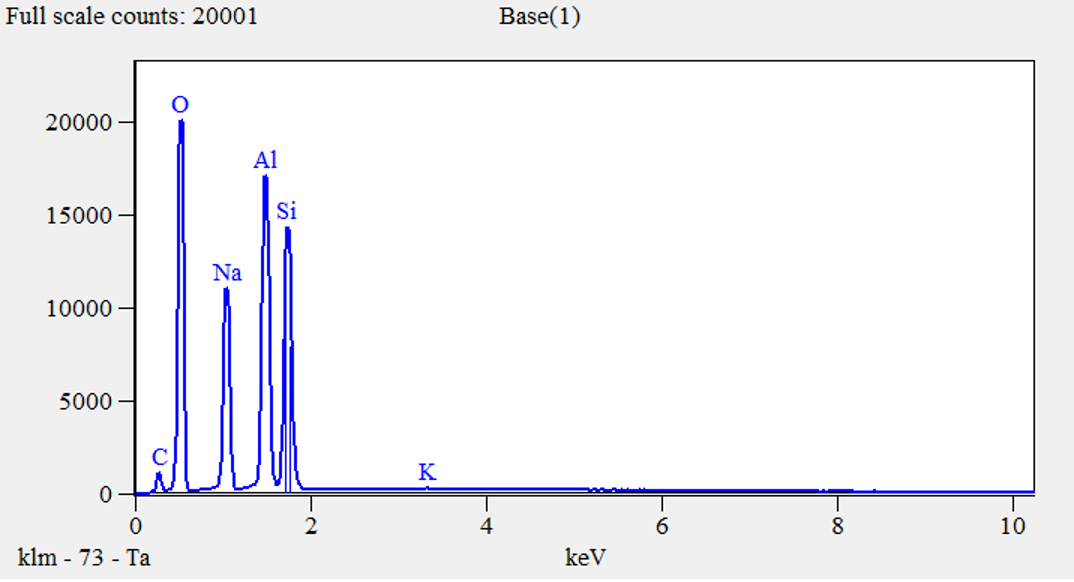 Full scale counts: 20001 Base(1)
O
20000
Al
Si
15000
Na
10000
5000
C
K
0
0 2 4 6 8 10
klm - 73 - Ta keV